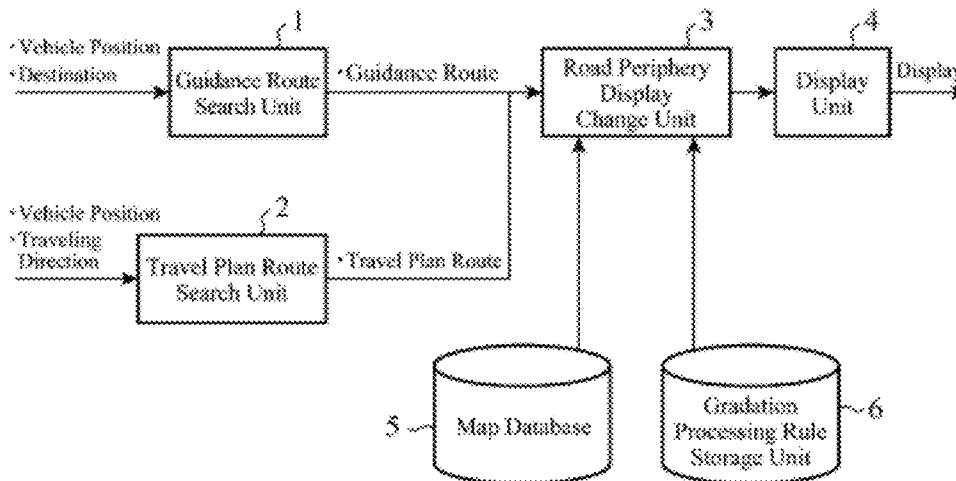 1
・Vehicle Position
・Destination
Guidance Route
Search Unit
・Guidance Route
3
Road Periphery
Display
Change Unit
4
Display
Unit
Display
2
・Vehicle Position
・Traveling
Direction
Travel Plan Route
Search Unit
・Travel Plan Route
5
Map Database
Gradation
Processing Rule
Storage Unit
6